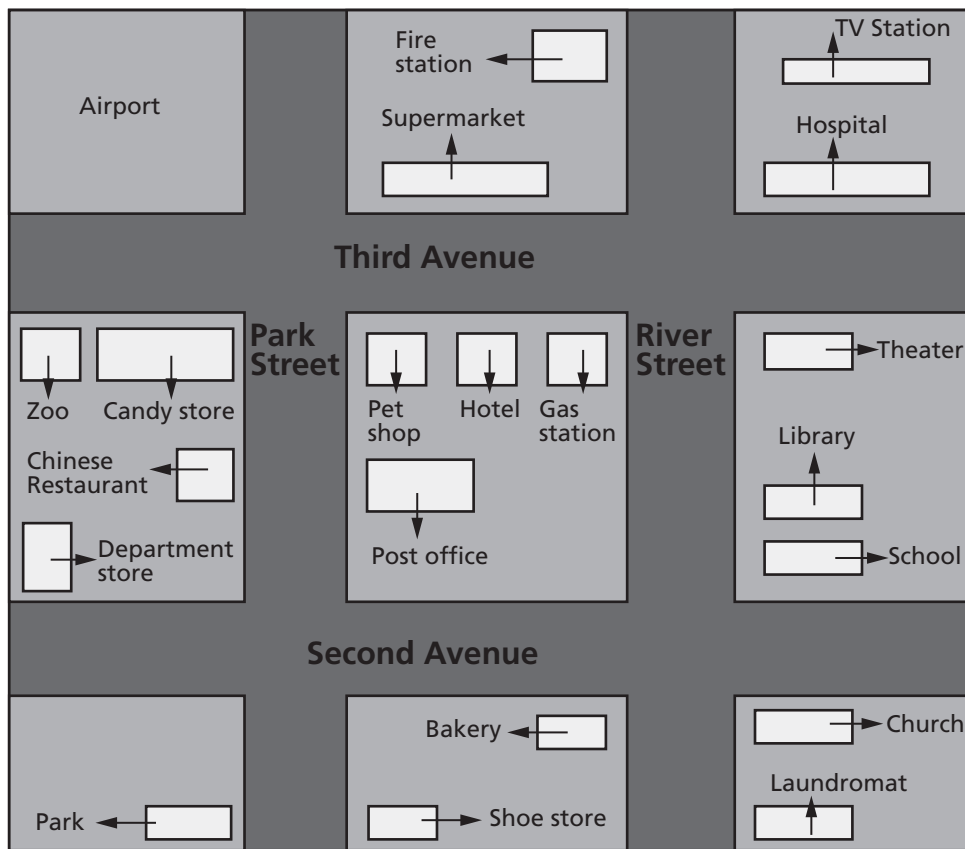 Airport
Fire
station
Supermarket
TV Station
Hospital
Third Avenue
Park
Street
River
Street
Zoo
Candy store
Chinese
Restaurant
Department
store
Pet
shop
Hotel
Gas
station
Post office
Theater
Library
School
Second Avenue
Park
Bakery
Shoe store
Church
Laundromat